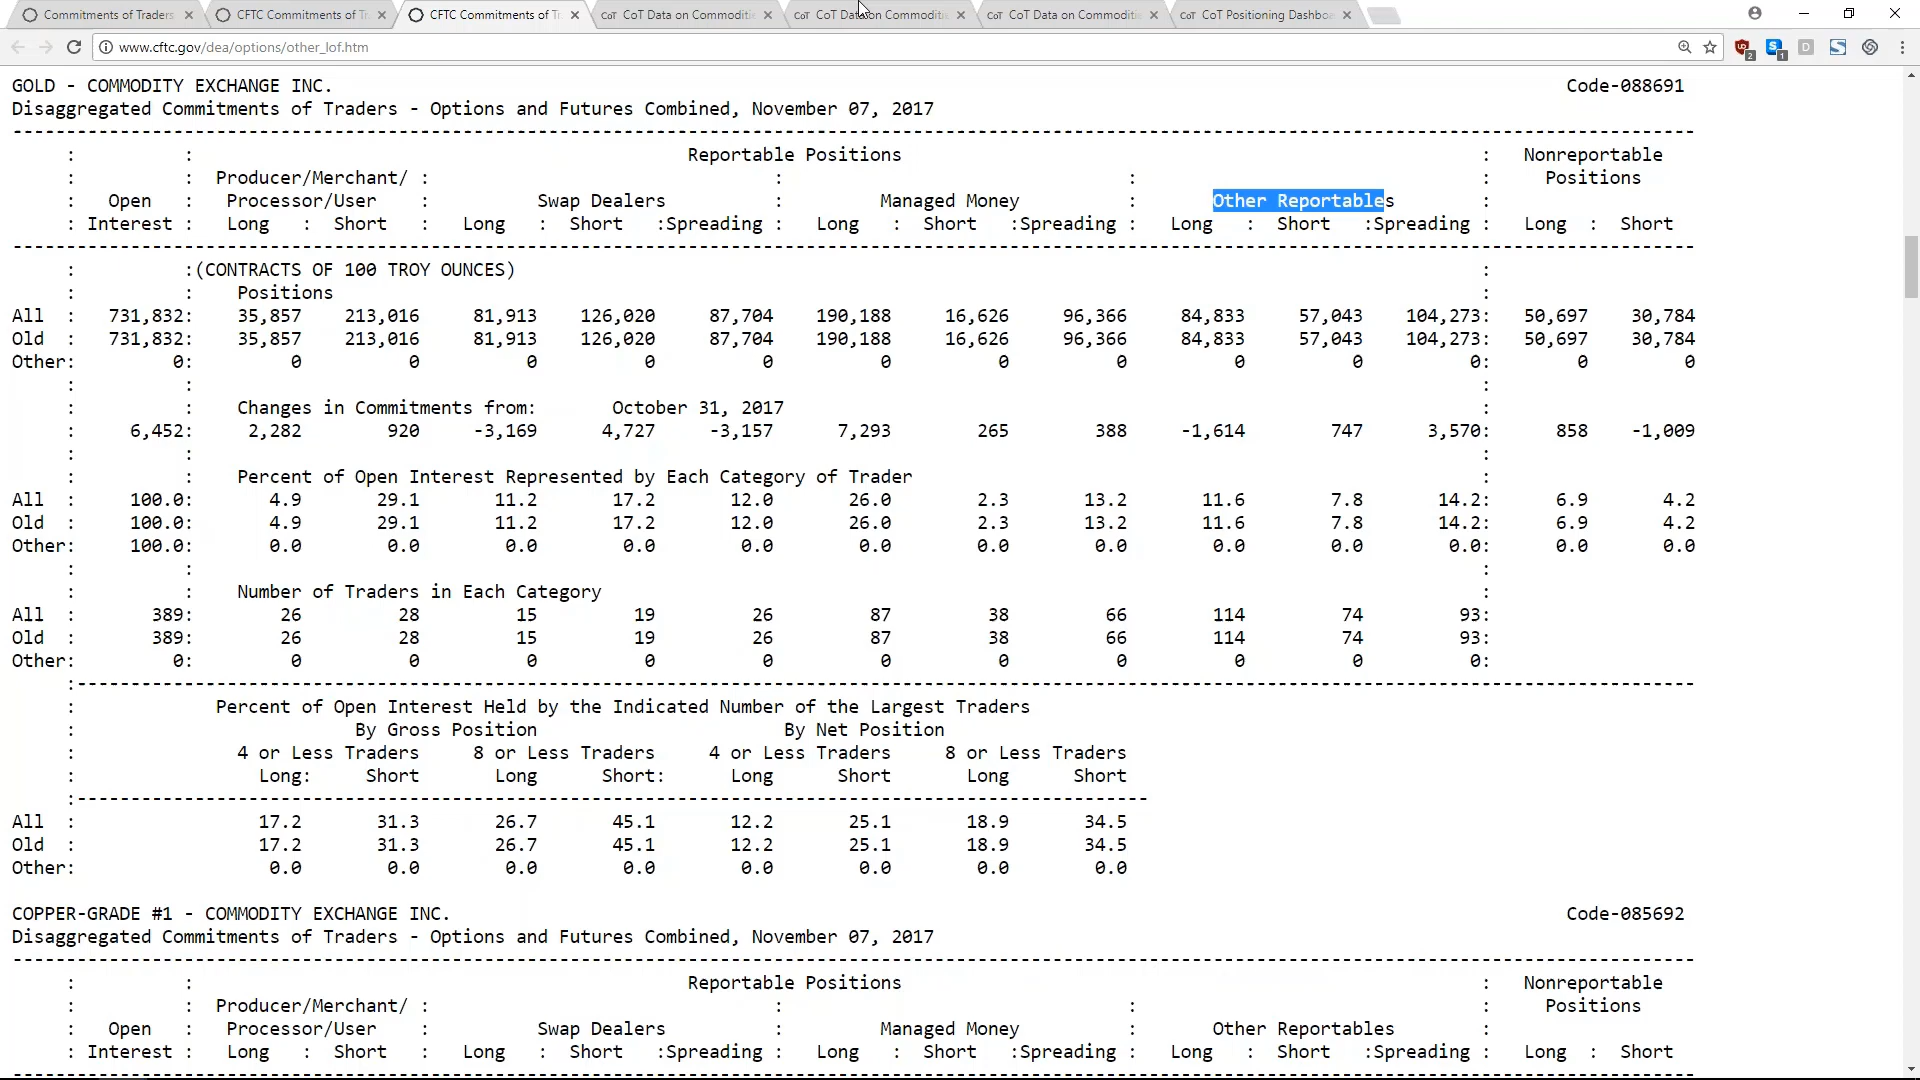 Commitments of Traders
CFTC Commitments of T
CFTC Commitments of T
CoT Data on Commoditi
CoT Data on Commoditi
CoT Data on Commoditi
CoT Positioning Dashbo
www.cftc.gov/dea/options/other_lof.htm
GOLD - COMMODITY EXCHANGE INC. Code-088691
Disaggregated Commitments of Traders - Options and Futures Combined, November 07, 2017
: : Reportable Positions : Nonreportable
: : Producer/Merchant/ : : : : Positions
: Open : Processor/User : Swap Dealers : Managed Money : Other Reportables :
: Interest : Long : Short : Long : Short :Spreading : Long : Short :Spreading : Long : Short :Spreading : Long : Short
: :(CONTRACTS OF 100 TROY OUNCES) :
: : Positions :
All : 731,832: 35,857 213,016 81,913 126,020 87,704 190,188 16,626 96,366 84,833 57,043 104,273: 50,697 30,784
Old : 731,832: 35,857 213,016 81,913 126,020 87,704 190,188 16,626 96,366 84,833 57,043 104,273: 50,697 30,784
Other: 0: 0 0 0 0 0 0 0 0 0 0 0: 0 0
: : :
: : Changes in Commitments from: October 31, 2017 :
: 6,452: 2,282 920 -3,169 4,727 -3,157 7,293 265 388 -1,614 747 3,570: 858 -1,009
: : :
: : Percent of Open Interest Represented by Each Category of Trader :
All : 100.0: 4.9 29.1 11.2 17.2 12.0 26.0 2.3 13.2 11.6 7.8 14.2: 6.9 4.2
Old : 100.0: 4.9 29.1 11.2 17.2 12.0 26.0 2.3 13.2 11.6 7.8 14.2: 6.9 4.2
Other: 100.0: 0.0 0.0 0.0 0.0 0.0 0.0 0.0 0.0 0.0 0.0 0.0: 0.0 0.0
: : :
: : Number of Traders in Each Category :
All : 389: 26 28 15 19 26 87 38 66 114 74 93:
Old : 389: 26 28 15 19 26 87 38 66 114 74 93:
Other: 0: 0 0 0 0 0 0 0 0 0 0 0:
: Percent of Open Interest Held by the Indicated Number of the Largest Traders
: By Gross Position By Net Position
: 4 or Less Traders 8 or Less Traders 4 or Less Traders 8 or Less Traders
: Long: Short Long Short: Long Short Long Short
All : 17.2 31.3 26.7 45.1 12.2 25.1 18.9 34.5
Old : 17.2 31.3 26.7 45.1 12.2 25.1 18.9 34.5
Other: 0.0 0.0 0.0 0.0 0.0 0.0 0.0 0.0
COPPER-GRADE #1 - COMMODITY EXCHANGE INC. Code-085692
Disaggregated Commitments of Traders - Options and Futures Combined, November 07, 2017
: : Reportable Positions : Nonreportable
: : Producer/Merchant/ : : : : Positions
: Open : Processor/User : Swap Dealers : Managed Money : Other Reportables :
: Interest : Long : Short : Long : Short :Spreading : Long : Short :Spreading : Long : Short :Spreading : Long : Short